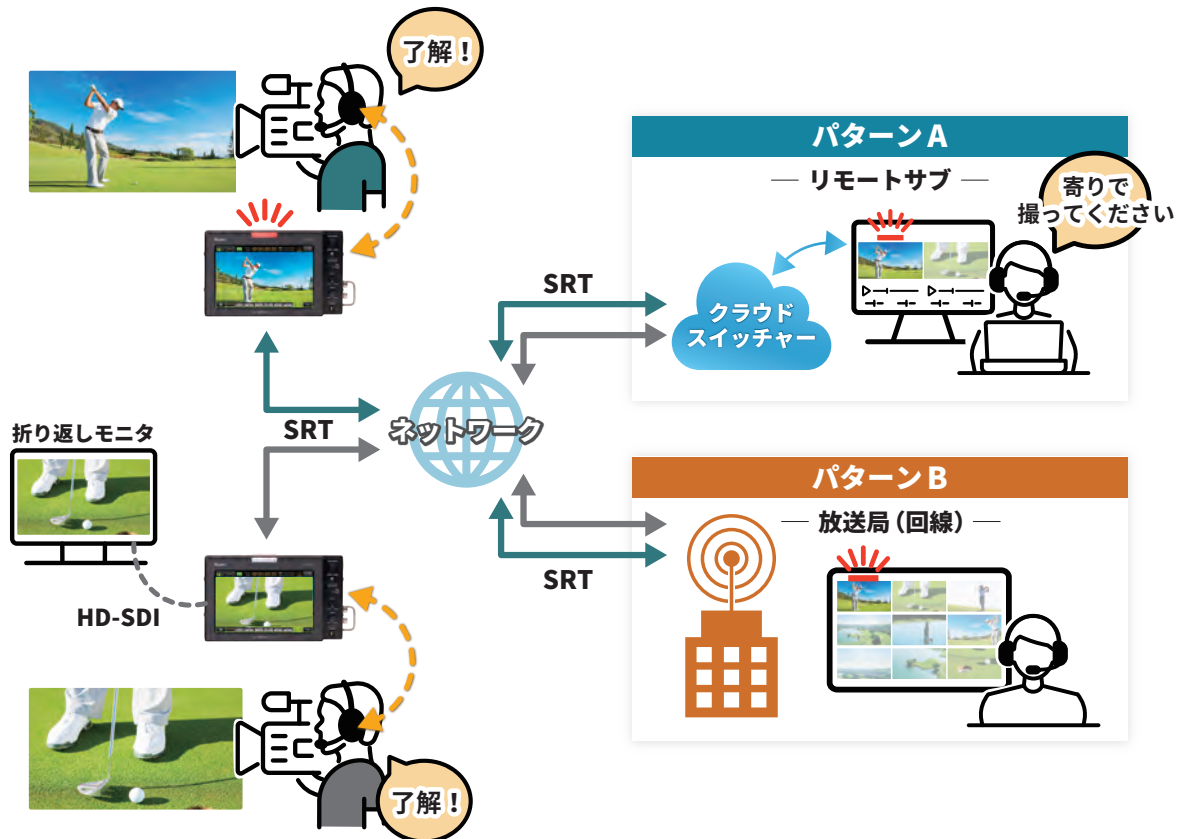 了解！
パターン A
リモートサブ
寄りで
撮ってください
SRT
クラウド
スイッチャー
SRT
ネットワーク
折り返しモニタ
HD-SDI
パターン B
放送局（回線）
SRT
了解！